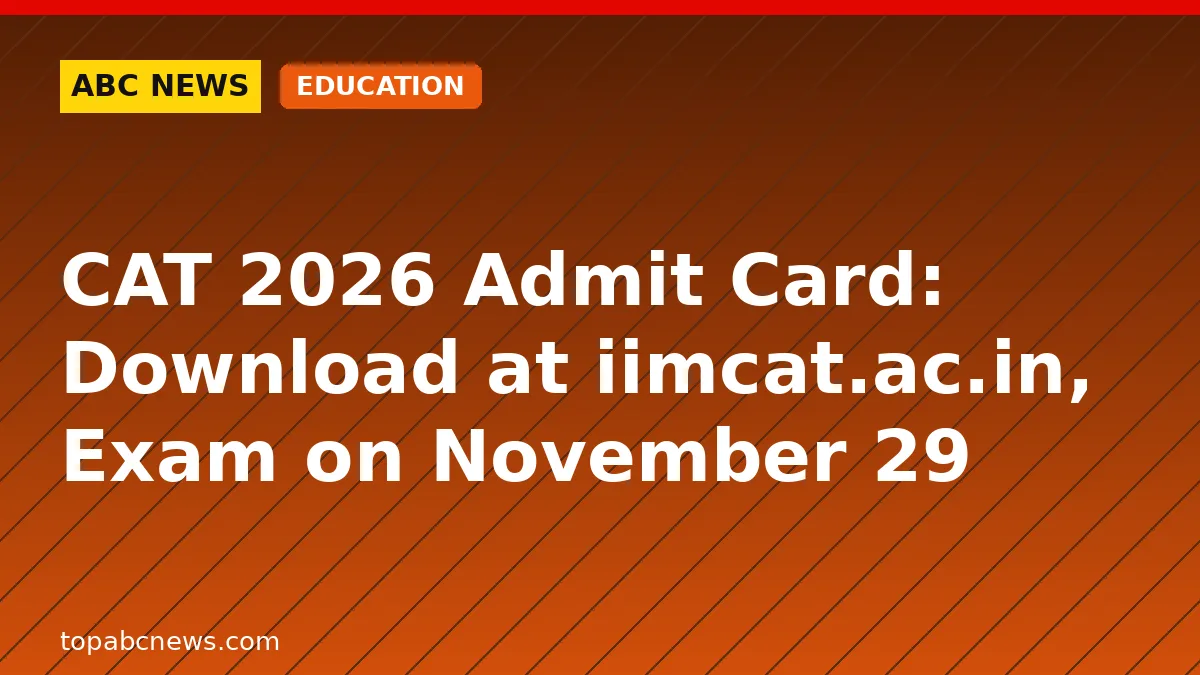 ABC NEWS EDUCATION
CAT 2026 Admit Card:
Download at iimcat.ac.in,
Exam on November 29
topabcnews.com